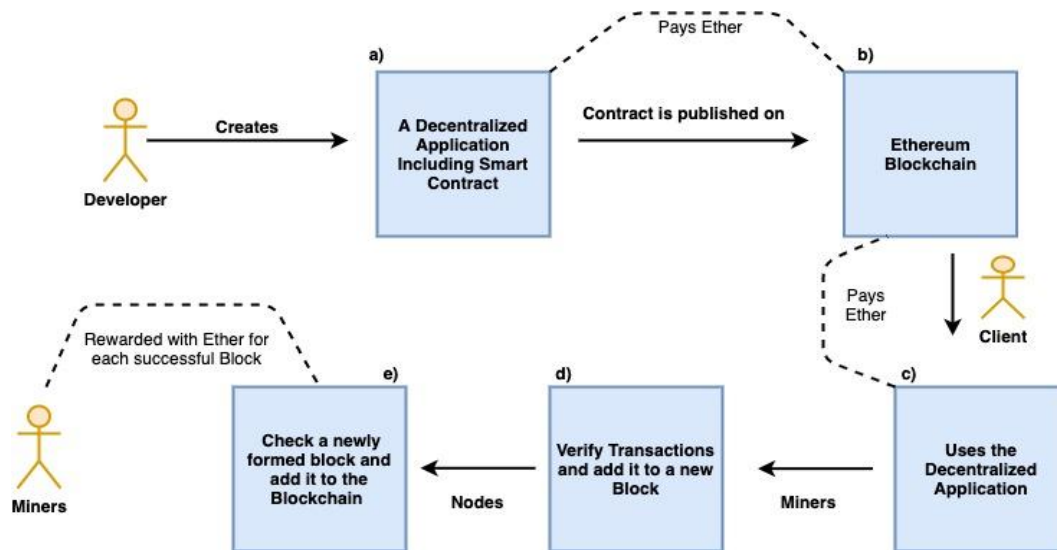 Pays Ether
a)
b)
Creates
A Decentralized
Application
Including Smart
Contract
Contract is published on
Ethereum
Blockchain
Developer
Pays
Ether
Client
Rewarded with Ether for
each successful Block
e)
d)
c)
Check a newly
formed block and
add it to the
Blockchain
Nodes
Verify Transactions
and add it to a new
Block
Miners
Uses the
Decentralized
Application
Miners